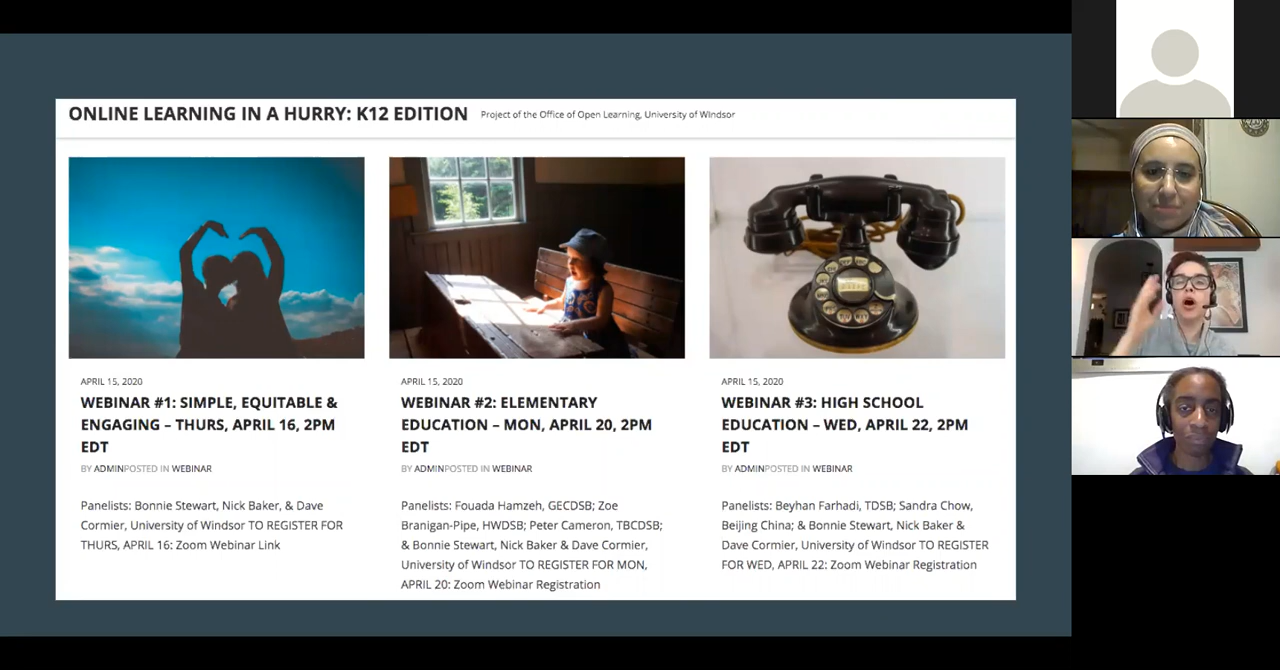 ONLINE LEARNING IN A HURRY: K12 EDITION Project of the Office of Open Learning, University of Windsor
APRIL 15, 2020
WEBINAR #1: SIMPLE, EQUITABLE &
ENGAGING – THURS, APRIL 16, 2PM
EDT
BY ADMINPOSTED IN WEBINAR
Panelists: Bonnie Stewart, Nick Baker, & Dave
Cormier, University of Windsor TO REGISTER FOR
THURS, APRIL 16: Zoom Webinar Link
APRIL 15, 2020
WEBINAR #2: ELEMENTARY
EDUCATION – MON, APRIL 20, 2PM
EDT
BY ADMINPOSTED IN WEBINAR
Panelists: Fouada Hamzeh, GECDSB; Zoe
Branigan-Pipe, HWDSB; Peter Cameron, TBCDSB;
& Bonnie Stewart, Nick Baker & Dave Cormier,
University of Windsor TO REGISTER FOR MON,
APRIL 20: Zoom Webinar Registration
APRIL 15, 2020
WEBINAR #3: HIGH SCHOOL
EDUCATION – WED, APRIL 22, 2PM
EDT
BY ADMINPOSTED IN WEBINAR
Panelists: Beyhan Farhadi, TDSB; Sandra Chow,
Beijing China; & Bonnie Stewart, Nick Baker &
Dave Cormier, University of Windsor TO REGISTER
FOR WED, APRIL 22: Zoom Webinar Registration